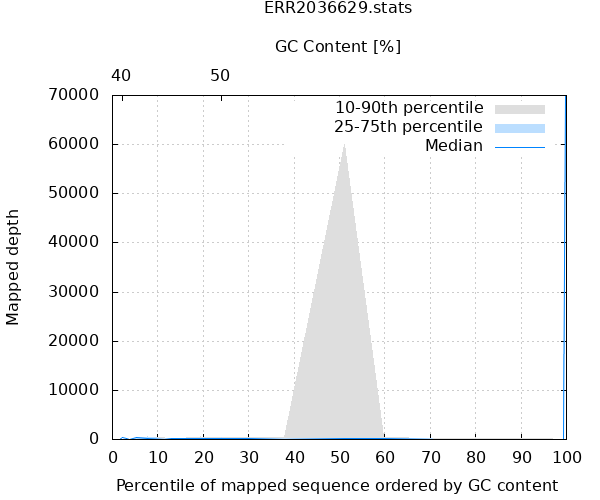 ERR2036629.stats
GC Content [%]
40 50
70000
60000
50000
40000
30000
20000
10000
0
Mapped depth
10-90th percentile
25-75th percentile
Median
0 10 20 30 40 50 60 70 80 90 100
Percentile of mapped sequence ordered by GC content